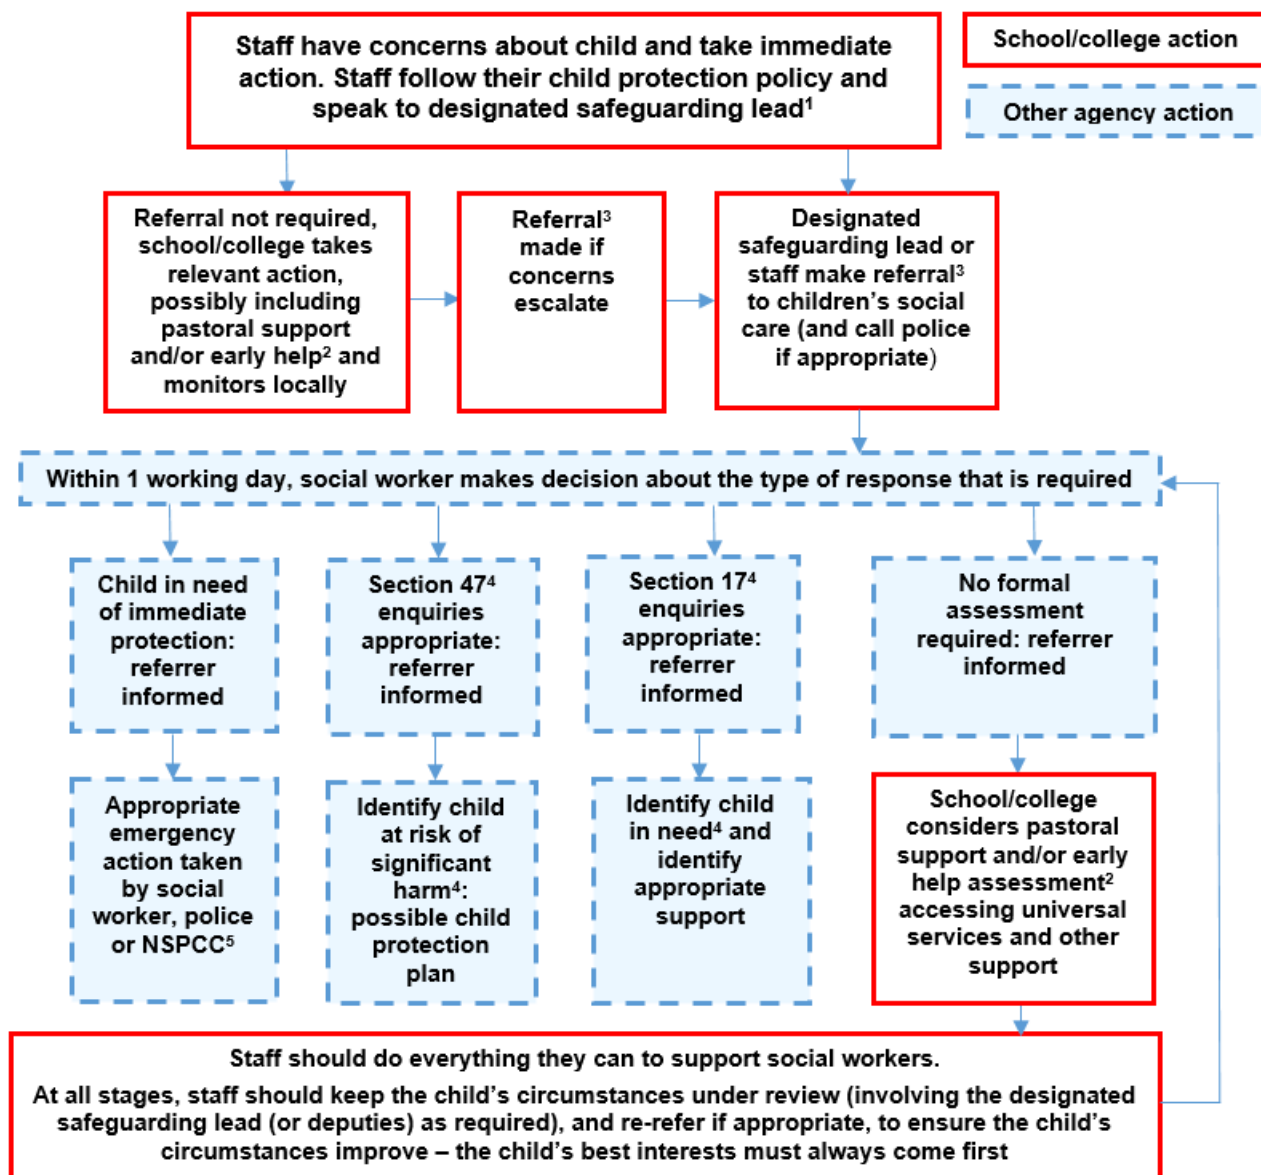 Staff have concerns about child and take immediate
action. Staff follow their child protection policy and
speak to designated safeguarding lead¹
School/college action
Other agency action
Referral not required,
school/college takes
relevant action,
possibly including
pastoral support
and/or early help² and
monitors locally
Referral³
made if
concerns
escalate
Designated
safeguarding lead or
staff make referral³
to children’s social
care (and call police
if appropriate)
Within 1 working day, social worker makes decision about the type of response that is required
Child in need
of immediate
protection:
referrer
informed
Section 47⁴
enquiries
appropriate:
referrer
informed
Section 17⁴
enquiries
appropriate:
referrer
informed
No formal
assessment
required: referrer
informed
Appropriate
emergency
action taken
by social
worker, police
or NSPCC⁵
Identify child
at risk of
significant
harm⁴:
possible child
protection
plan
Identify child
in need⁴ and
identify
appropriate
support
School/college
considers pastoral
support and/or early
help assessment²
accessing universal
services and other
support
Staff should do everything they can to support social workers.
At all stages, staff should keep the child’s circumstances under review (involving the designated
safeguarding lead (or deputies) as required), and re-refer if appropriate, to ensure the child’s
circumstances improve – the child’s best interests must always come first